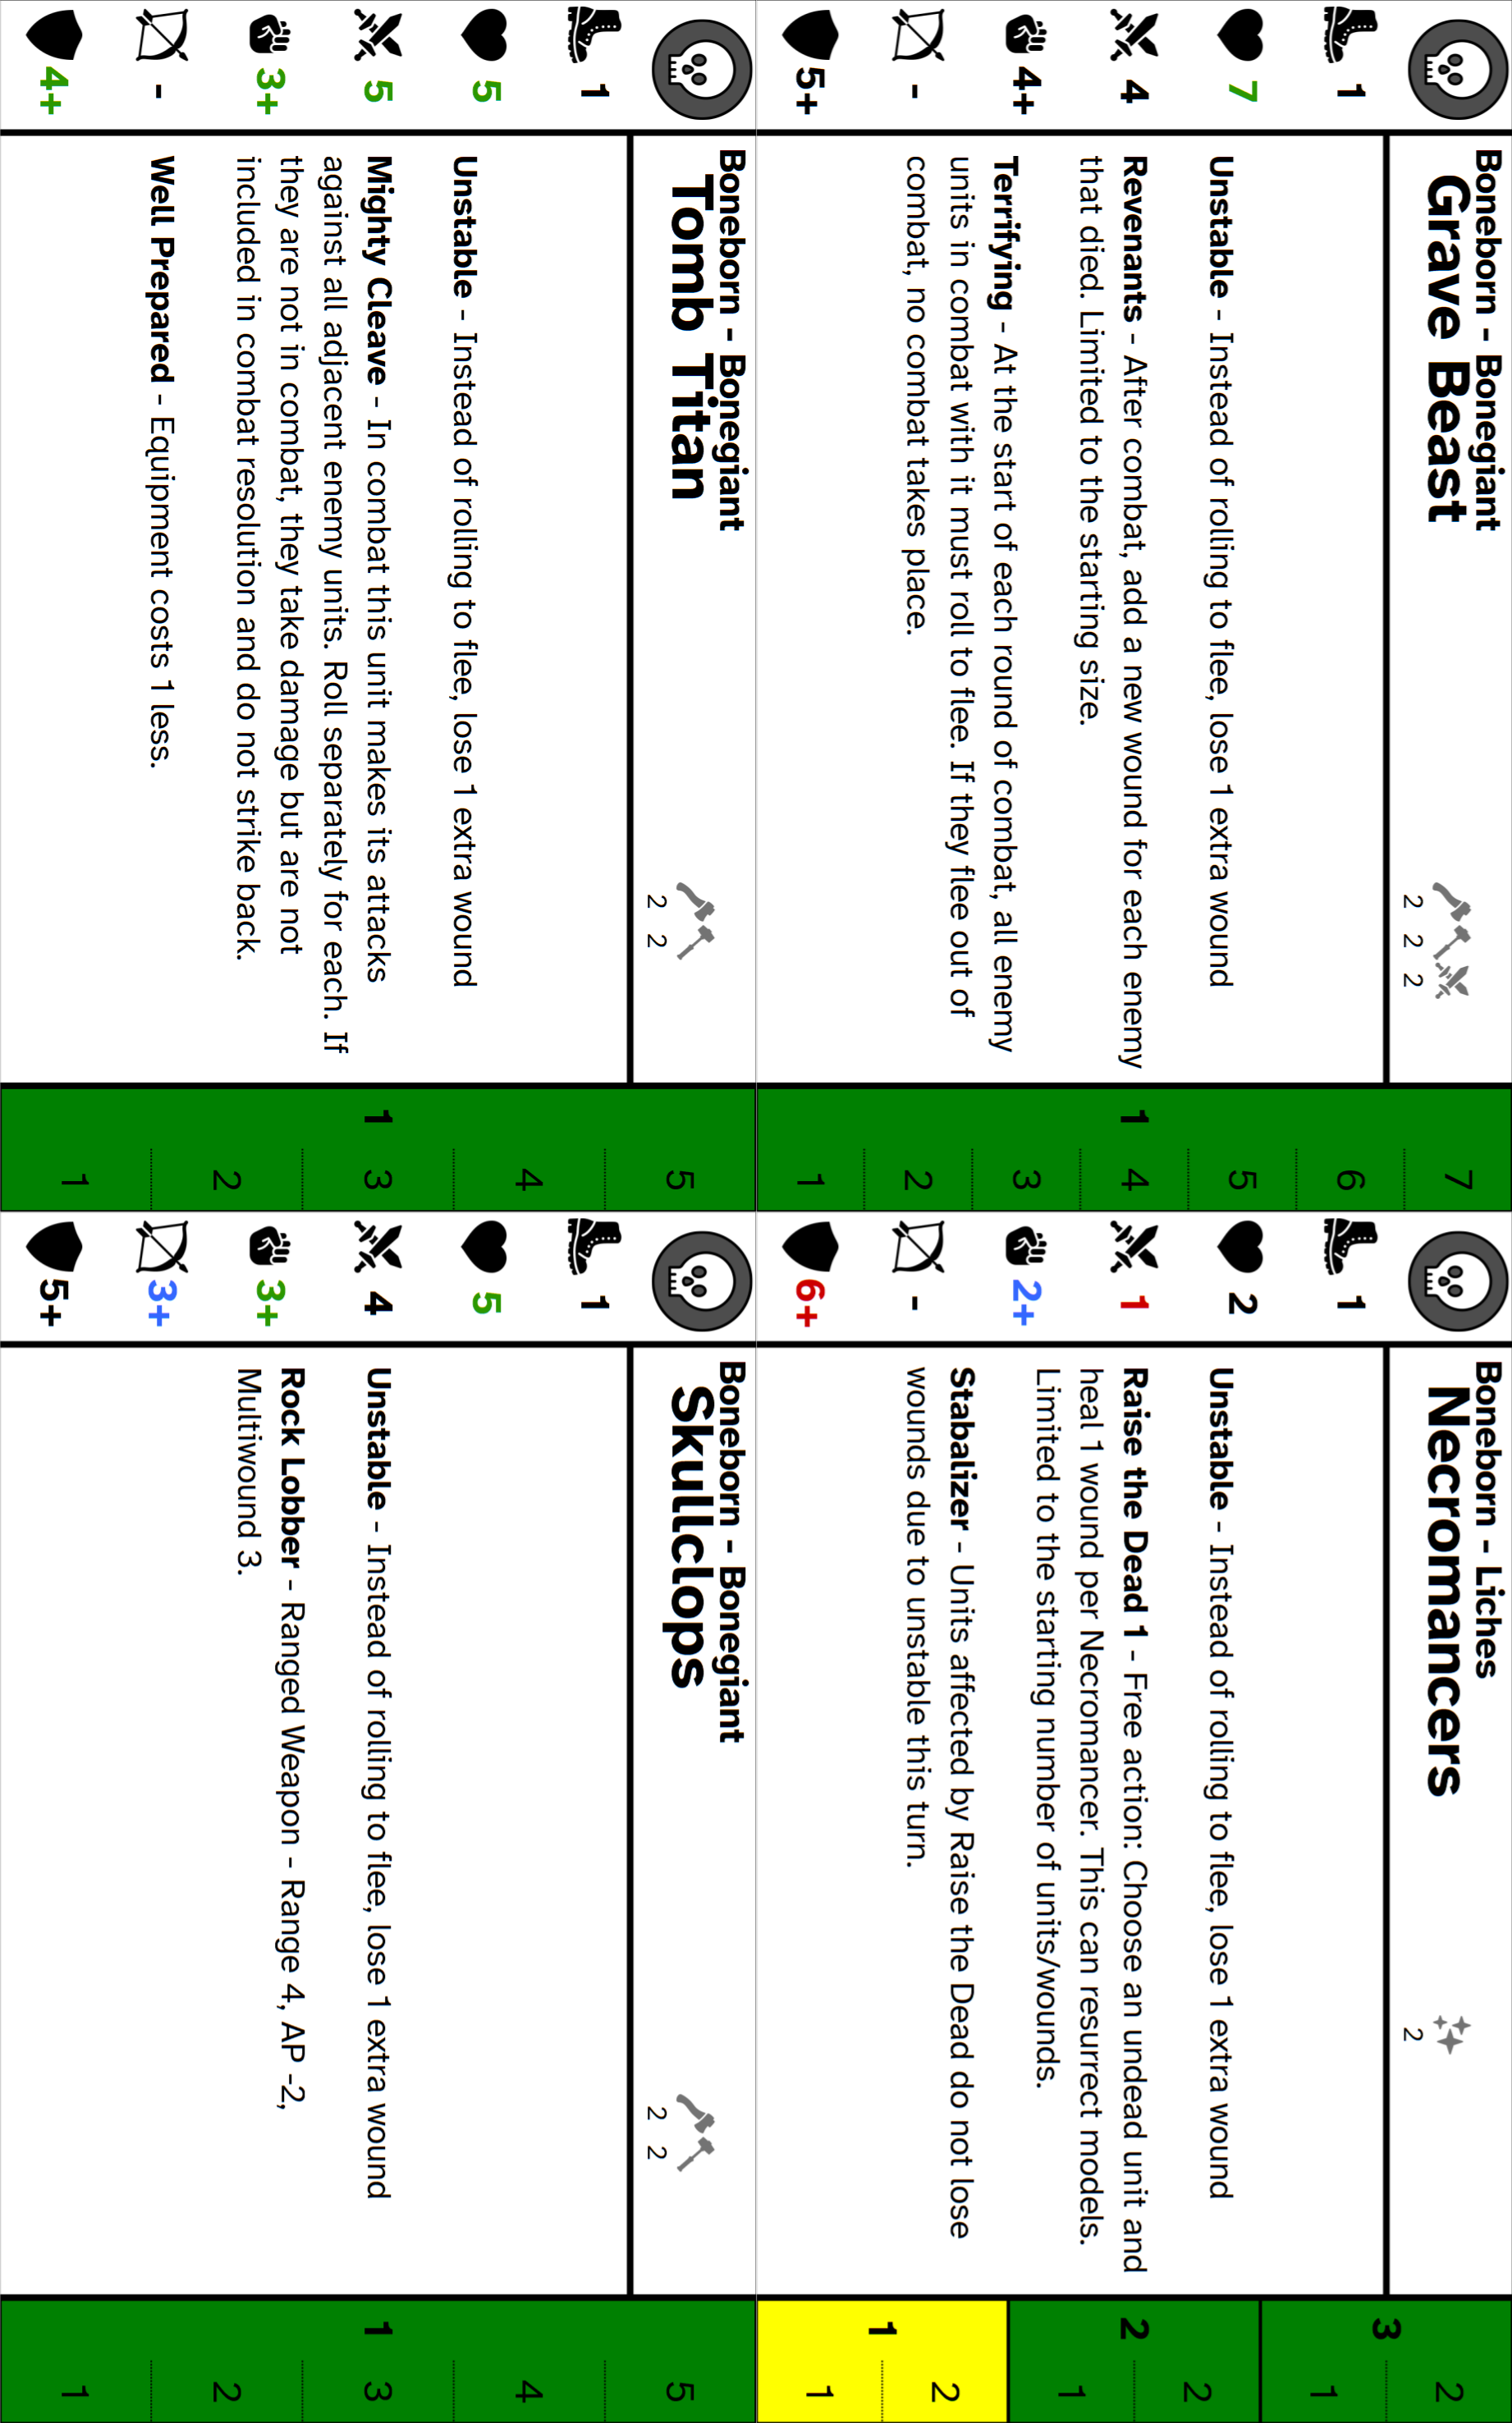 Boneborn - Bonegiant
Grave Beast
2 2 2
1
7
4
4+
-
5+
Unstable - Instead of rolling to flee, lose 1 extra wound
Revenants - After combat, add a new wound for each enemy
that died. Limited to the starting size.
Terrifying - At the start of each round of combat, all enemy
units in combat with it must roll to flee. If they flee out of
combat, no combat takes place.
1
7
6
5
4
3
2
1
Boneborn - Liches
Necromancers
2
1
2
1
2+
-
6+
Unstable - Instead of rolling to flee, lose 1 extra wound
Raise the Dead 1 - Free action: Choose an undead unit and
heal 1 wound per Necromancer. This can resurrect models.
Limited to the starting number of units/wounds.
Stabalizer - Units affected by Raise the Dead do not lose
wounds due to unstable this turn.
3
2
1
2
2
1
1
2
1
Boneborn - Bonegiant
Tomb Titan
2 2
1
5
5
3+
-
4+
Unstable - Instead of rolling to flee, lose 1 extra wound
Mighty Cleave - In combat this unit makes its attacks
against all adjacent enemy units. Roll separately for each. If
they are not in combat, they take damage but are not
included in combat resolution and do not strike back.
Well Prepared - Equipment costs 1 less.
1
5
4
3
2
1
Boneborn - Bonegiant
Skullclops
2 2
1
5
4
3+
3+
5+
Unstable - Instead of rolling to flee, lose 1 extra wound
Rock Lobber - Ranged Weapon - Range 4, AP -2,
Multiwound 3.
1
5
4
3
2
1